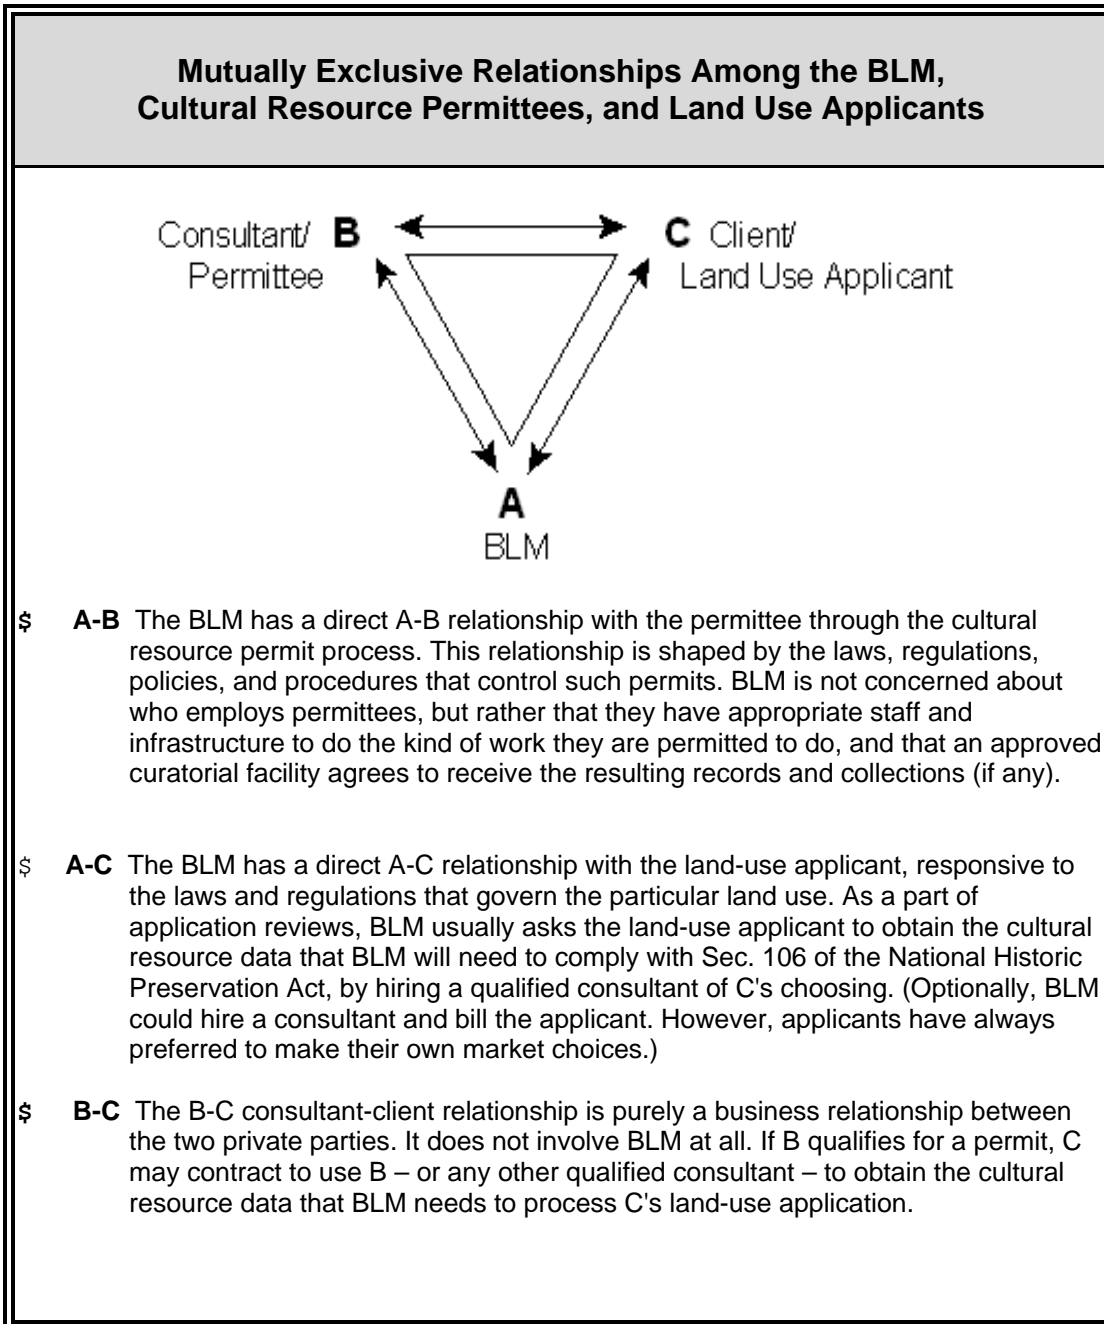 Mutually Exclusive Relationships Among the BLM,
Cultural Resource Permittees, and Land Use Applicants
Consultant/ B
Permittee
C Client/
Land Use Applicant
A
BLM
$ A-B The BLM has a direct A-B relationship with the permittee through the cultural
resource permit process. This relationship is shaped by the laws, regulations,
policies, and procedures that control such permits. BLM is not concerned about
who employs permittees, but rather that they have appropriate staff and
infrastructure to do the kind of work they are permitted to do, and that an approved
curatorial facility agrees to receive the resulting records and collections (if any).
$ A-C The BLM has a direct A-C relationship with the land-use applicant, responsive to
the laws and regulations that govern the particular land use. As a part of
application reviews, BLM usually asks the land-use applicant to obtain the cultural
resource data that BLM will need to comply with Sec. 106 of the National Historic
Preservation Act, by hiring a qualified consultant of C's choosing. (Optionally, BLM
could hire a consultant and bill the applicant. However, applicants have always
preferred to make their own market choices.)
$ B-C The B-C consultant-client relationship is purely a business relationship between
the two private parties. It does not involve BLM at all. If B qualifies for a permit, C
may contract to use B – or any other qualified consultant – to obtain the cultural
resource data that BLM needs to process C's land-use application.